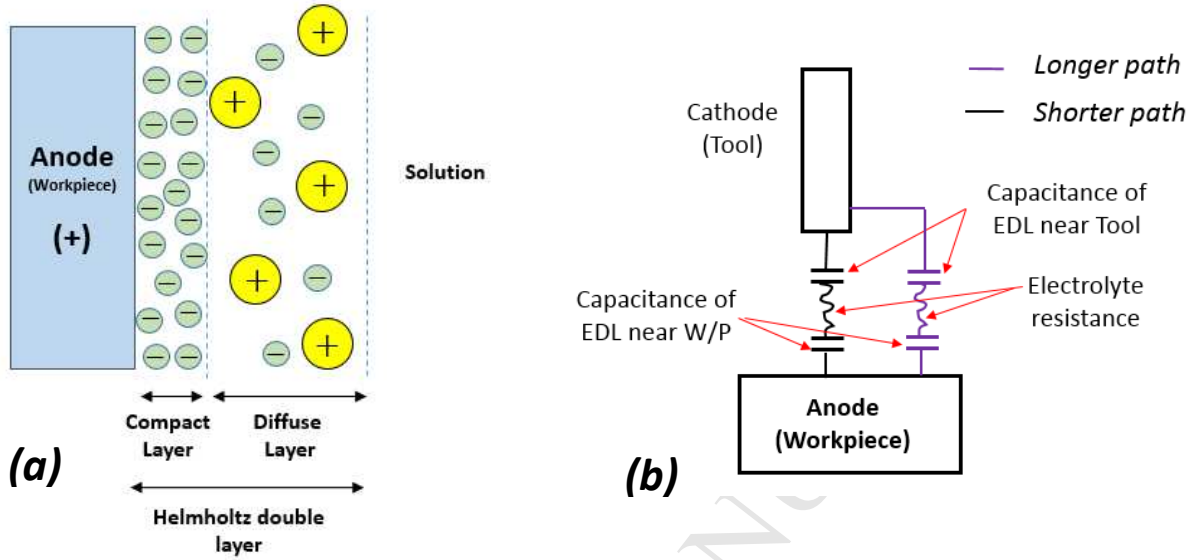 Anode
(Workpiece)
(+)
Solution
Compact
Layer
Diffuse
Layer
Helmholtz double
layer
(a)
Longer path
Shorter path
Cathode
(Tool)
Capacitance of
EDL near Tool
Capacitance of
EDL near W/P
Electrolyte
resistance
Anode
(Workpiece)
(b)